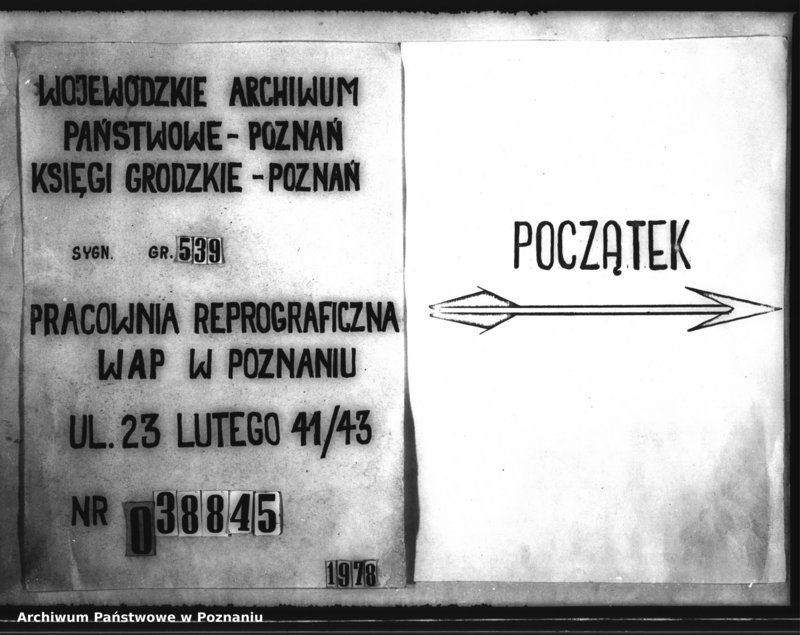 WOJEWÓDZKIE ARCHIWUM
PAŃSTWOWE - POZNAŃ
KSIĘGI GRODZKIE - POZNAŃ
SYGN. GR. 539
PRACOWNIA REPROGRAFICZNA
WAP W POZNANIU
UL. 23 LUTEGO 41/43
NR 038845
1978
POCZĄTEK
Archiwum Państwowe w Poznaniu